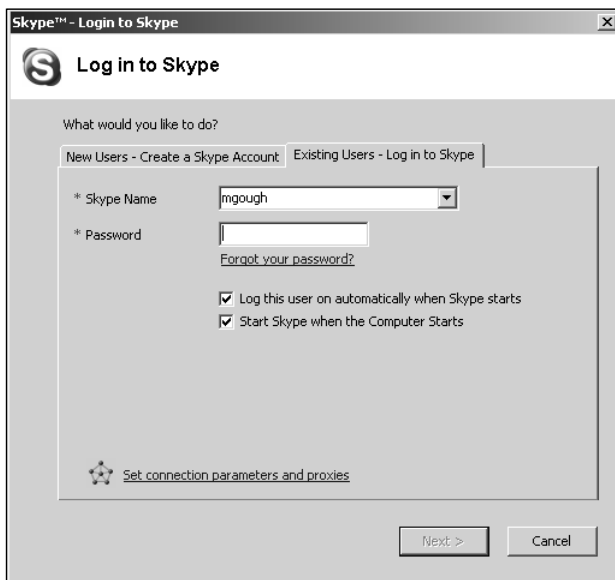 Skype™ - Login to Skype
Log in to Skype
What would you like to do?
New Users - Create a Skype Account Existing Users - Log in to Skype
* Skype Name mgough
* Password
Forgot your password?
Log this user on automatically when Skype starts
Start Skype when the Computer Starts
Set connection parameters and proxies
Next > Cancel